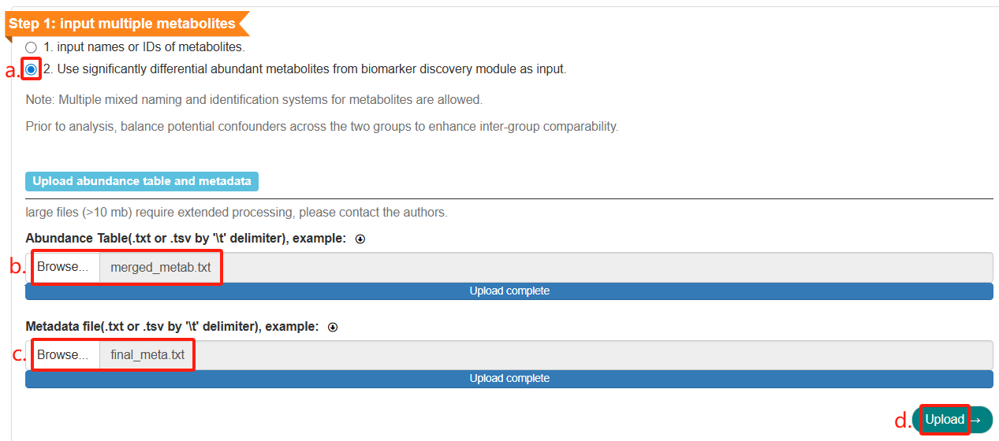 Step 1: input multiple metabolites
1. input names or IDs of metabolites.
a. 2. Use significantly differential abundant metabolites from biomarker discovery module as input.
Note: Multiple mixed naming and identification systems for metabolites are allowed.
Prior to analysis, balance potential confounders across the two groups to enhance inter-group comparability.
Upload abundance table and metadata
large files (>10 mb) require extended processing, please contact the authors.
Abundance Table(.txt or .tsv by '\t' delimiter), example:
b. Browse... merged_metab.txt
Upload complete
Metadata file(.txt or .tsv by '\t' delimiter), example:
c. Browse... final_meta.txt
Upload complete
d. Upload →